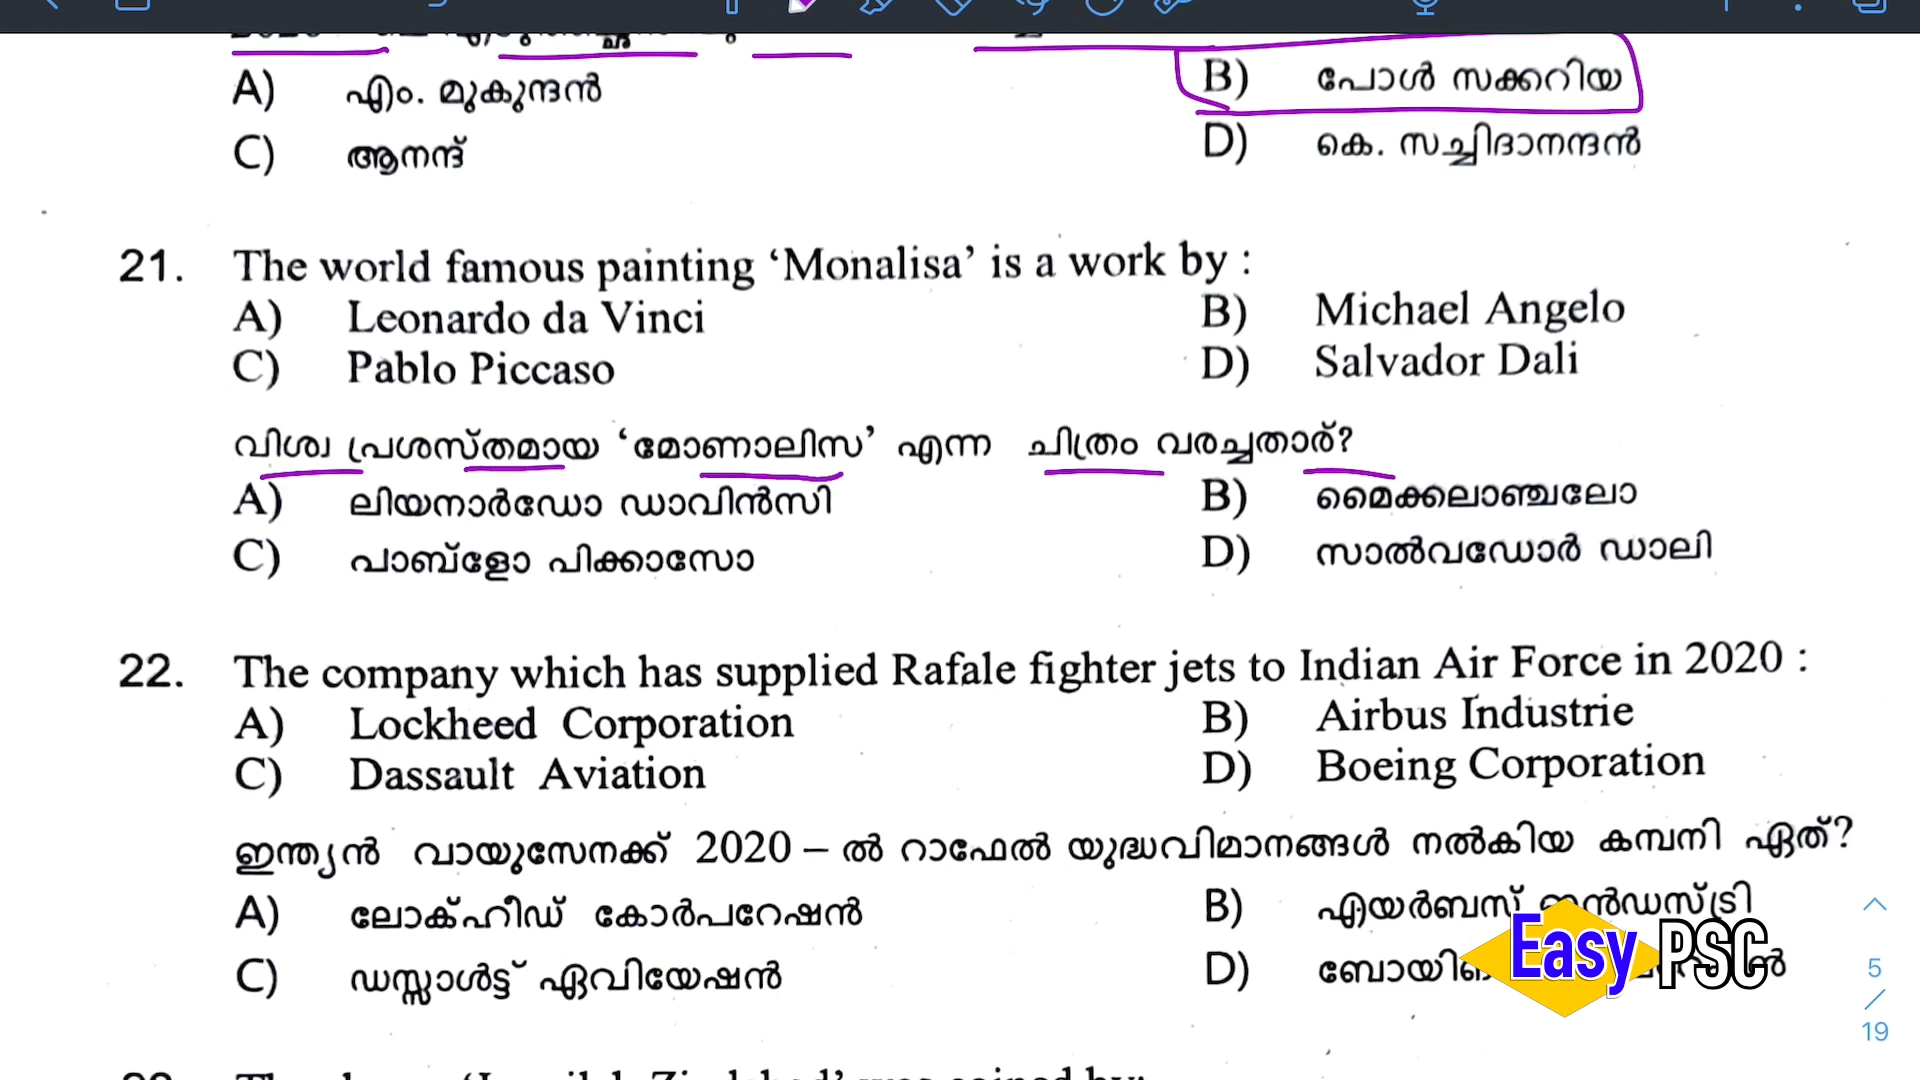 A) എം. മുകുന്ദൻ B) പോൾ സക്കറിയ
C) ആനന്ദ് D) കെ. സച്ചിദാനന്ദൻ
21. The world famous painting ‘Monalisa’ is a work by :
A) Leonardo da Vinci B) Michael Angelo
C) Pablo Piccaso D) Salvador Dali
വിശ്വ പ്രശസ്തമായ ‘മോണാലിസ’ എന്ന ചിത്രം വരച്ചതാര്?
A) ലിയനാർഡോ ഡാവിൻസി B) മൈക്കലാഞ്ചലോ
C) പാബ്ളോ പിക്കാസോ D) സാൽവഡോർ ഡാലി
22. The company which has supplied Rafale fighter jets to Indian Air Force in 2020 :
A) Lockheed Corporation B) Airbus Industrie
C) Dassault Aviation D) Boeing Corporation
ഇന്ത്യൻ വായുസേനക്ക് 2020 – ൽ റാഫേൽ യുദ്ധവിമാനങ്ങൾ നൽകിയ കമ്പനി ഏത്?
A) ലോക്ഹീഡ് കോർപറേഷൻ B) എയർബസ് ഇൻഡസ്ട്രി
C) ഡസ്സാൾട്ട് ഏവിയേഷൻ D)
Easy PSC
5
/
19